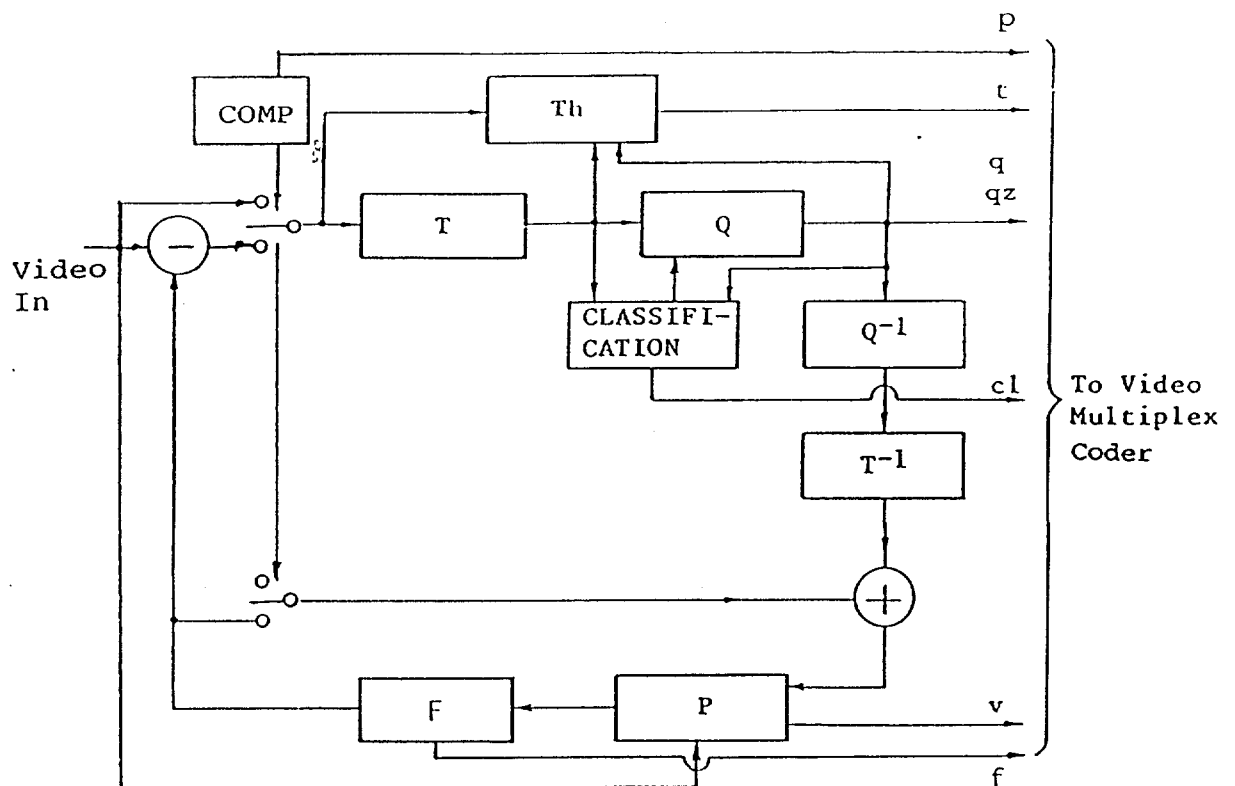 p
COMP
Th
t
q
qz
T
Q
Video
In
CLASSIFI-
CATION
Q-1
cl
To Video
Multiplex
Coder
T-1
F
P
v
f